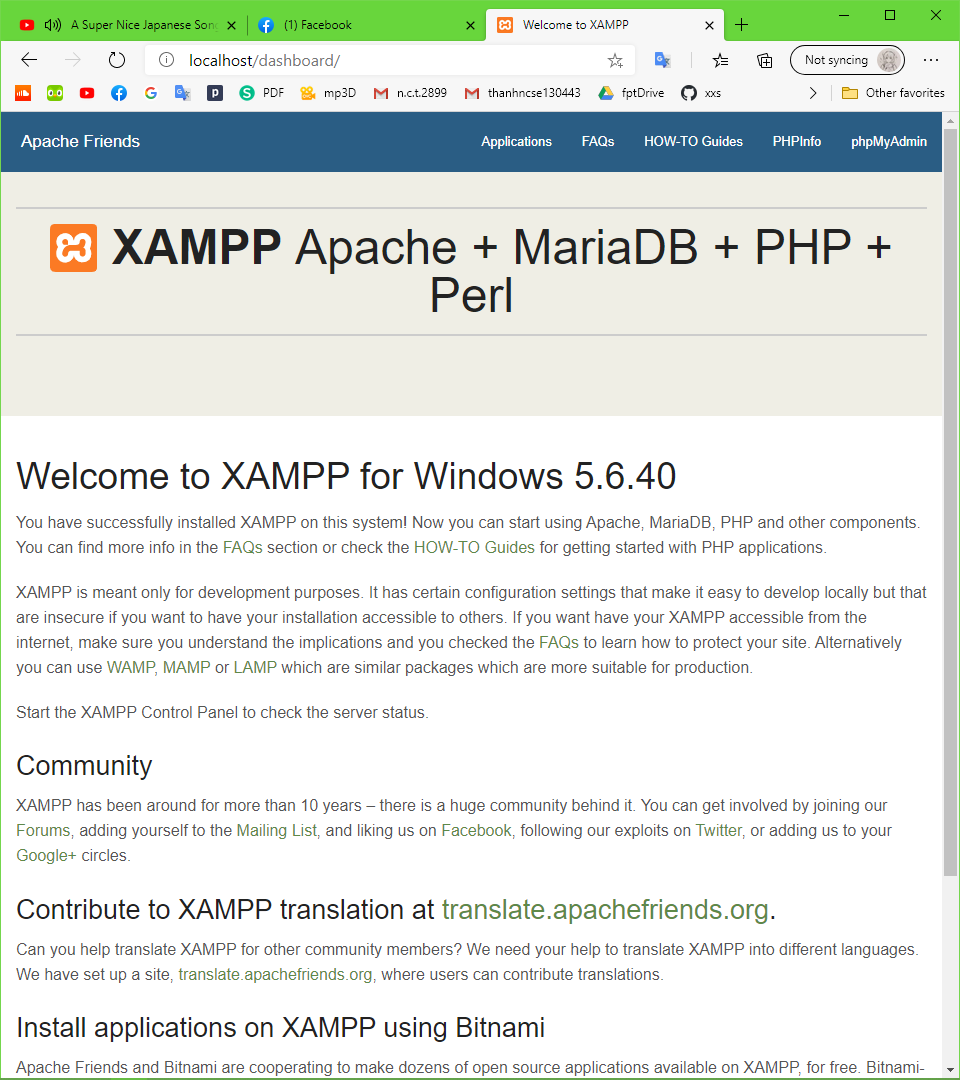 A Super Nice Japanese Song
(1) Facebook
Welcome to XAMPP
localhost/dashboard/
Not syncing
PDF
mp3D
n.c.t.2899
thanhncse130443
fptDrive
xxs
Other favorites
Apache Friends
Applications
FAQs
HOW-TO Guides
PHPInfo
phpMyAdmin
XAMPP Apache + MariaDB + PHP +
Perl
Welcome to XAMPP for Windows 5.6.40
You have successfully installed XAMPP on this system! Now you can start using Apache, MariaDB, PHP and other components.
You can find more info in the FAQs section or check the HOW-TO Guides for getting started with PHP applications.
XAMPP is meant only for development purposes. It has certain configuration settings that make it easy to develop locally but that
are insecure if you want to have your installation accessible to others. If you want have your XAMPP accessible from the
internet, make sure you understand the implications and you checked the FAQs to learn how to protect your site. Alternatively
you can use WAMP, MAMP or LAMP which are similar packages which are more suitable for production.
Start the XAMPP Control Panel to check the server status.
Community
XAMPP has been around for more than 10 years – there is a huge community behind it. You can get involved by joining our
Forums, adding yourself to the Mailing List, and liking us on Facebook, following our exploits on Twitter, or adding us to your
Google+ circles.
Contribute to XAMPP translation at translate.apachefriends.org.
Can you help translate XAMPP for other community members? We need your help to translate XAMPP into different languages.
We have set up a site, translate.apachefriends.org, where users can contribute translations.
Install applications on XAMPP using Bitnami
Apache Friends and Bitnami are cooperating to make dozens of open source applications available on XAMPP, for free. Bitnami-